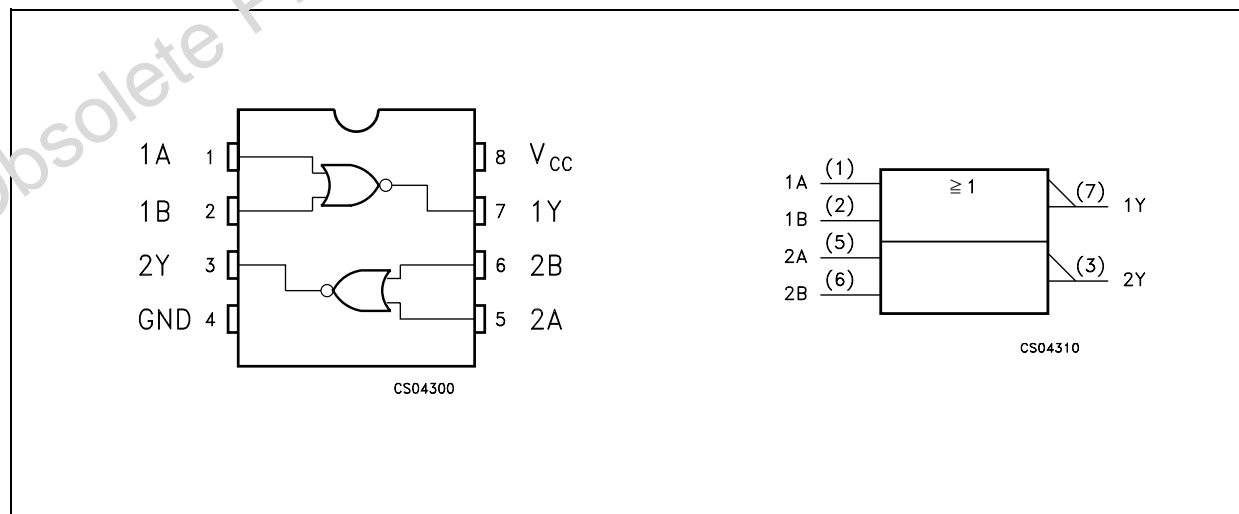 Obsolete P
1A 1 8 VCC
1B 2 7 1Y
2Y 3 6 2B
GND 4 5 2A
CS04300
1A (1) ≧ 1 (7) 1Y
1B (2)
2A (5) (3) 2Y
2B (6)
CS04310